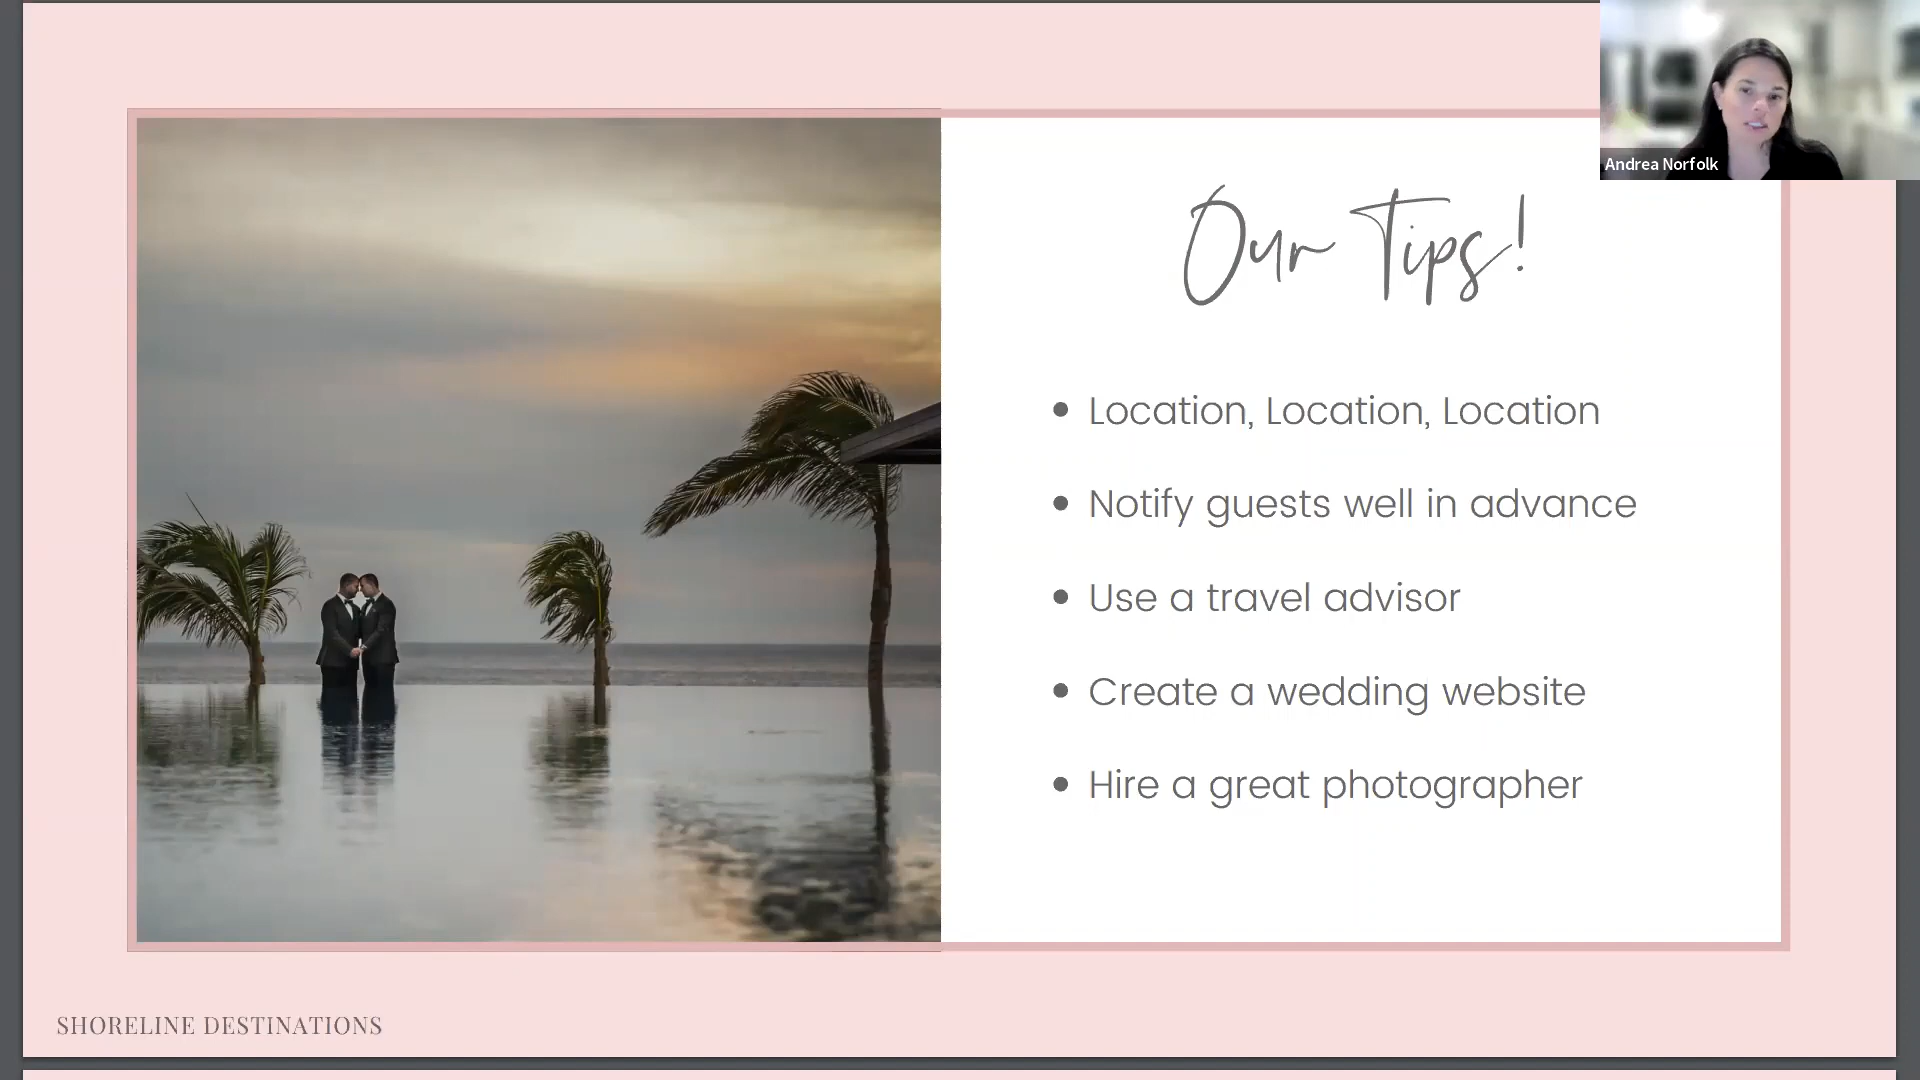 Andrea Norfolk
Our Tips!
• Location, Location, Location
• Notify guests well in advance
• Use a travel advisor
• Create a wedding website
• Hire a great photographer
SHORELINE DESTINATIONS